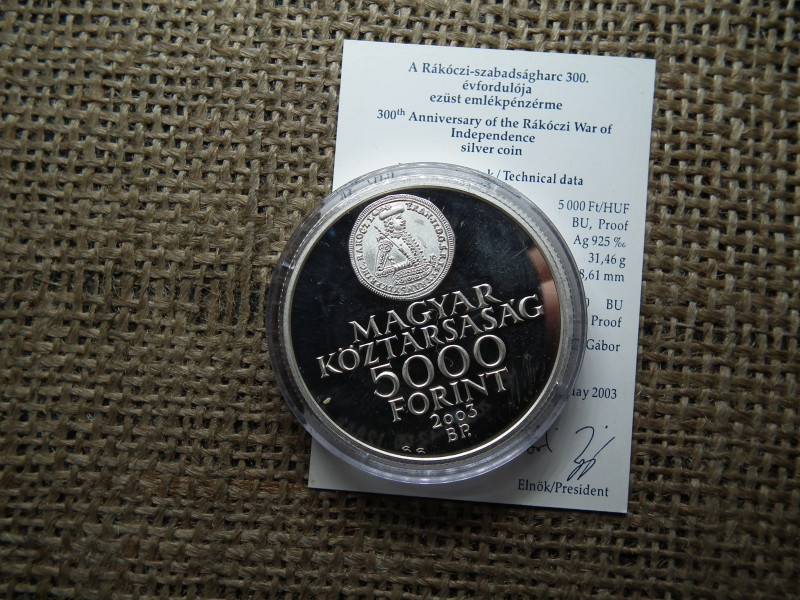 A Rákóczi-szabadságharc 300.
évfordulója
ezüst emlékpénzérme
300th Anniversary of the Rákóczi War of
Independence
silver coin
/ Technical data
5 000 Ft/HUF
BU, Proof
Ag 925 ‰
31,46 g
8,61 mm
BU
Proof
Gábor
2003
Elnök/President
MAGYAR
KÖZTÁRSASÁG
5000
FORINT
2003
BP.